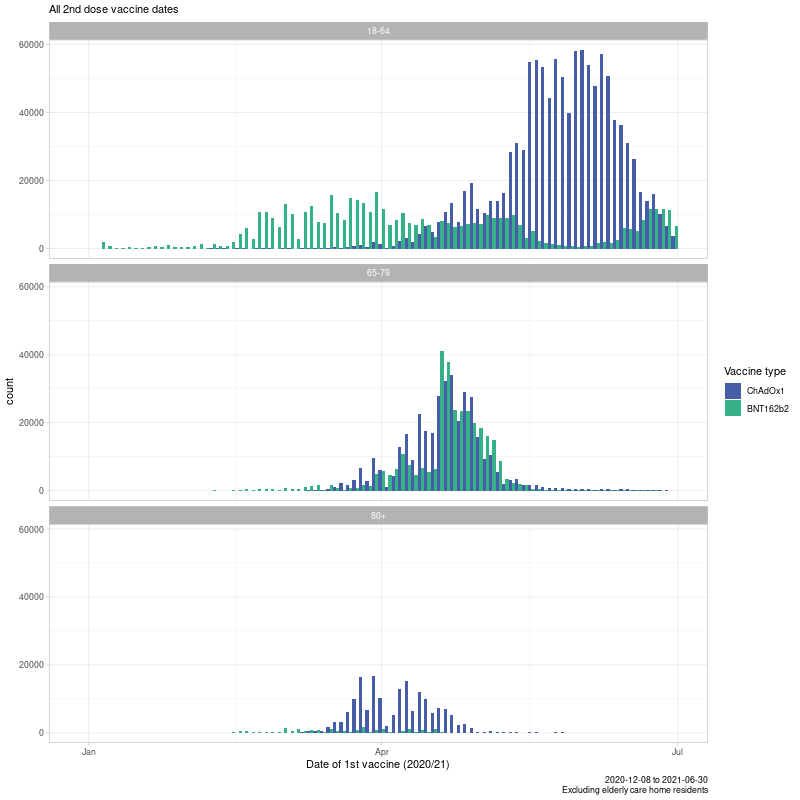 All 2nd dose vaccine dates
18-64
60000
40000
20000
0
65-79
60000
40000
20000
0
80+
60000
40000
20000
0
count
Jan
Apr
Jul
Date of 1st vaccine (2020/21)
Vaccine type
ChAdOx1
BNT162b2
2020-12-08 to 2021-06-30
Excluding elderly care home residents